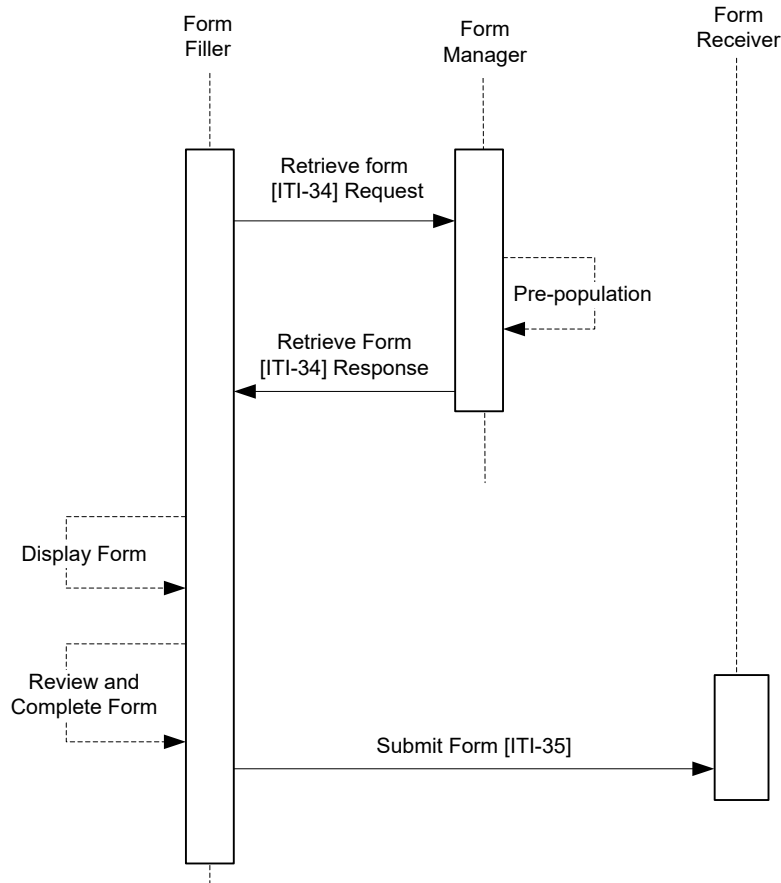 Form
Filler
Form
Manager
Form
Receiver
Retrieve form
[ITI-34] Request
Pre-population
Retrieve Form
[ITI-34] Response
Display Form
Review and
Complete Form
Submit Form [ITI-35]